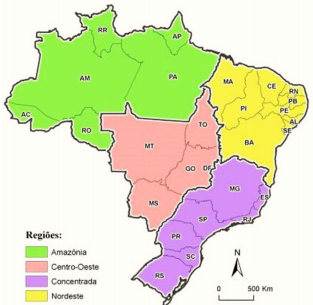 RR
AP
AM
PA
MA
CE
RN
PB
PE
AL
SE
PI
AC
RO
TO
BA
MT
GO
DF
MG
ES
MS
SP
RJ
PR
SC
RS
Regiões:
Amazônia
Centro-Oeste
Concentrada
Nordeste
N
0 500 Km